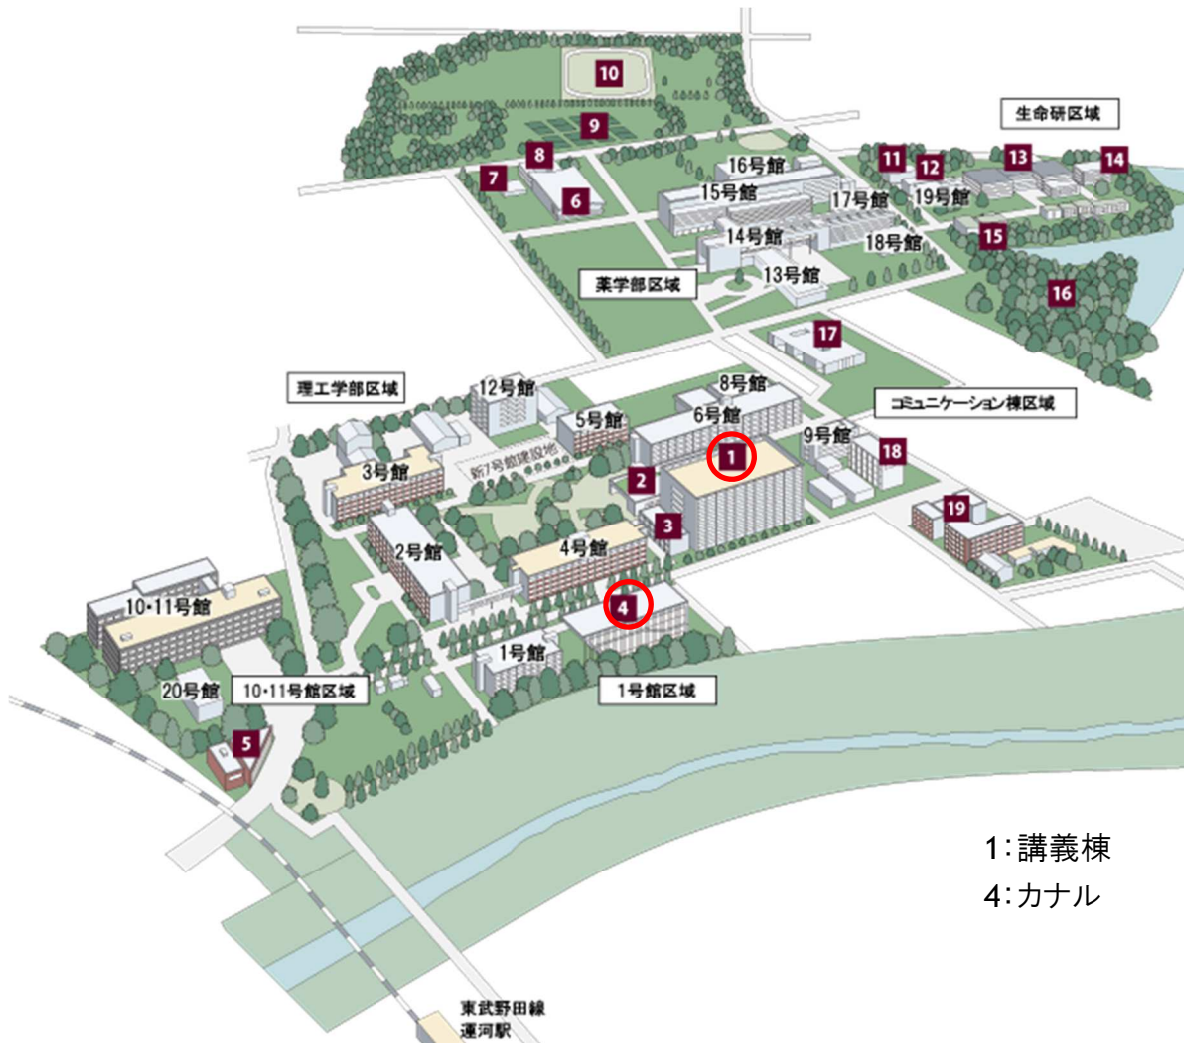 10
9
生命研区域
8
7
6
16号館
15号館
17号館
14号館
18号館
13号館
11
12
13
14
19号館
15
16
薬学部区域
17
理工学部区域
12号館
8号館
5号館
6号館
コミュニケーション棟区域
新7号館建設地
1
9号館
18
3号館
2
3
19
2号館
4号館
10・11号館
4
1号館
20号館
10・11号館区域
1号館区域
5
1:講義棟
4:カナル
東武野田線
運河駅